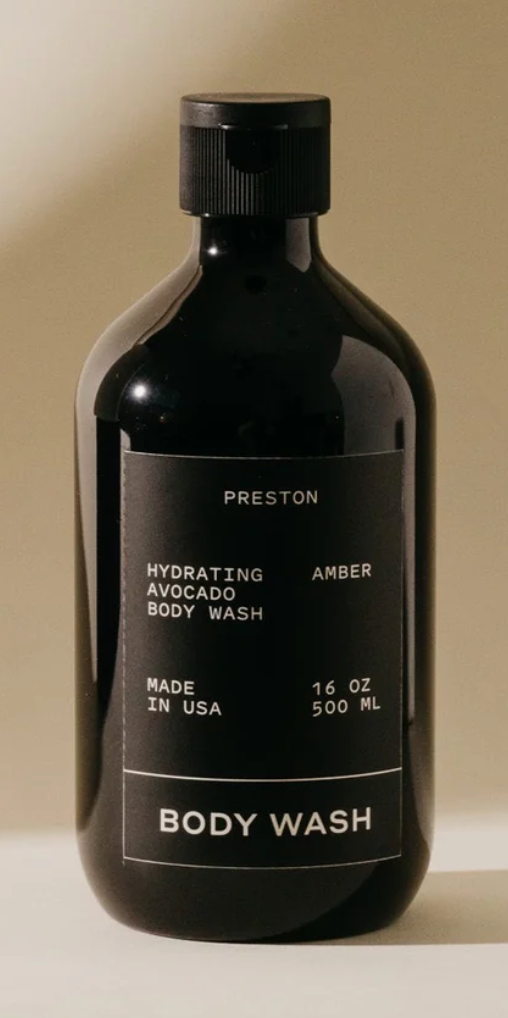 PRESTON
HYDRATING
AVOCADO
BODY WASH
AMBER
MADE
IN USA
16 OZ
500 ML
BODY WASH